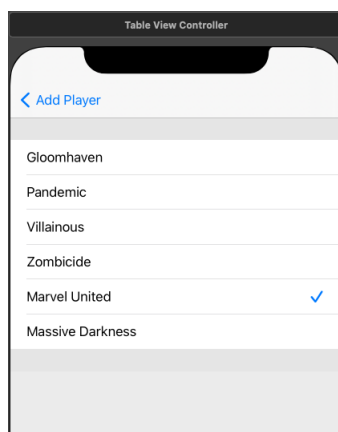 Table View Controller
Add Player
Gloomhaven
Pandemic
Villainous
Zombicide
Marvel United
Massive Darkness